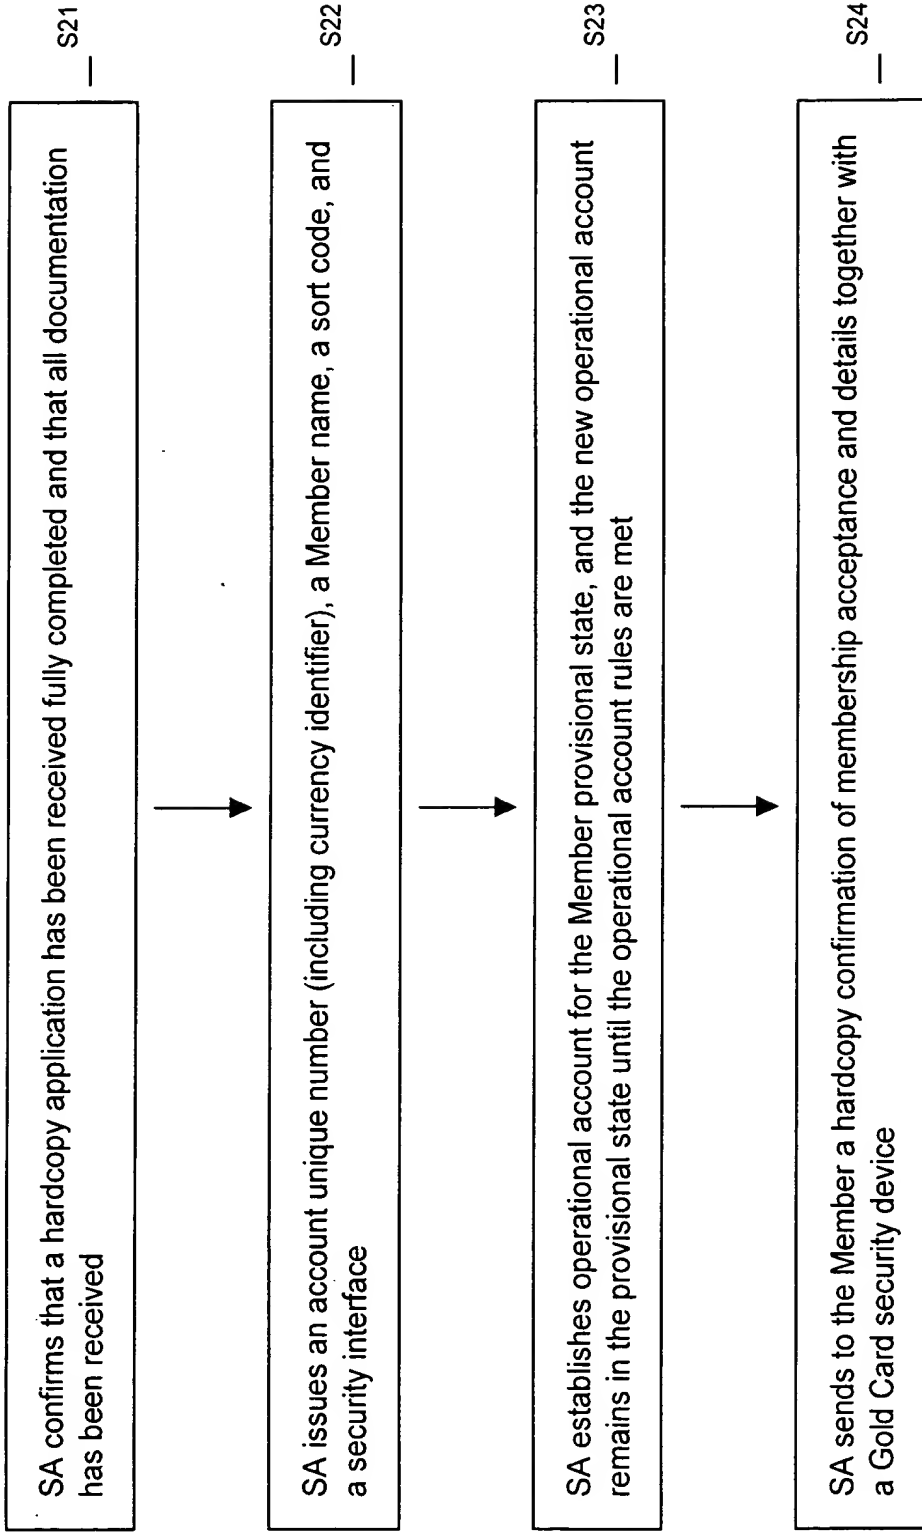 SA confirms that a hardcopy application has been received fully completed and that all documentation
has been received
S21
SA issues an account unique number (including currency identifier), a Member name, a sort code, and
a security interface
S22
SA establishes operational account for the Member provisional state, and the new operational account
remains in the provisional state until the operational account rules are met
S23
SA sends to the Member a hardcopy confirmation of membership acceptance and details together with
a Gold Card security device
S24